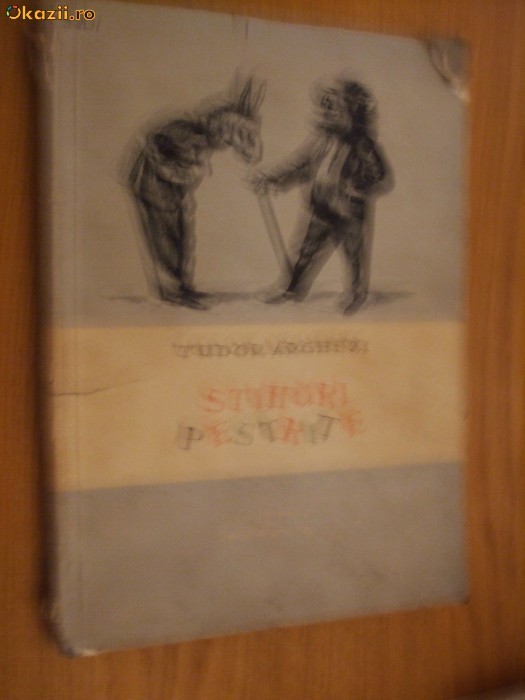 Okazii.ro
TUDOR ARGHEZI
STIHURI
PESTRIȚE